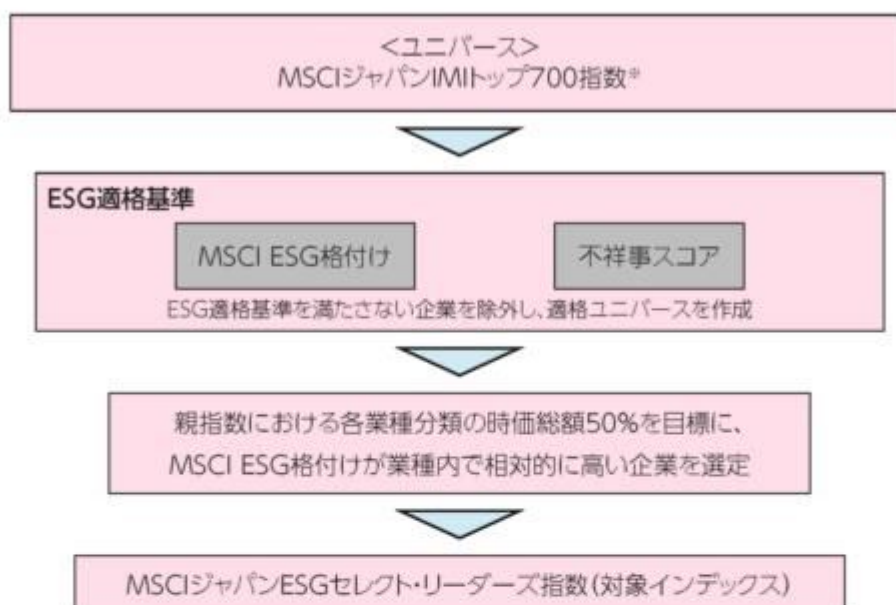 <ユニバース>
MSCIジャパンIMIトップ700指数※
ESG適格基準
MSCI ESG格付け
不祥事スコア
ESG適格基準を満たさない企業を除外し、適格ユニバースを作成
親指数における各業種分類の時価総額50%を目標に、
MSCI ESG格付けが業種内で相対的に高い企業を選定
MSCIジャパンESGセレクト・リーダーズ指数(対象インデックス)